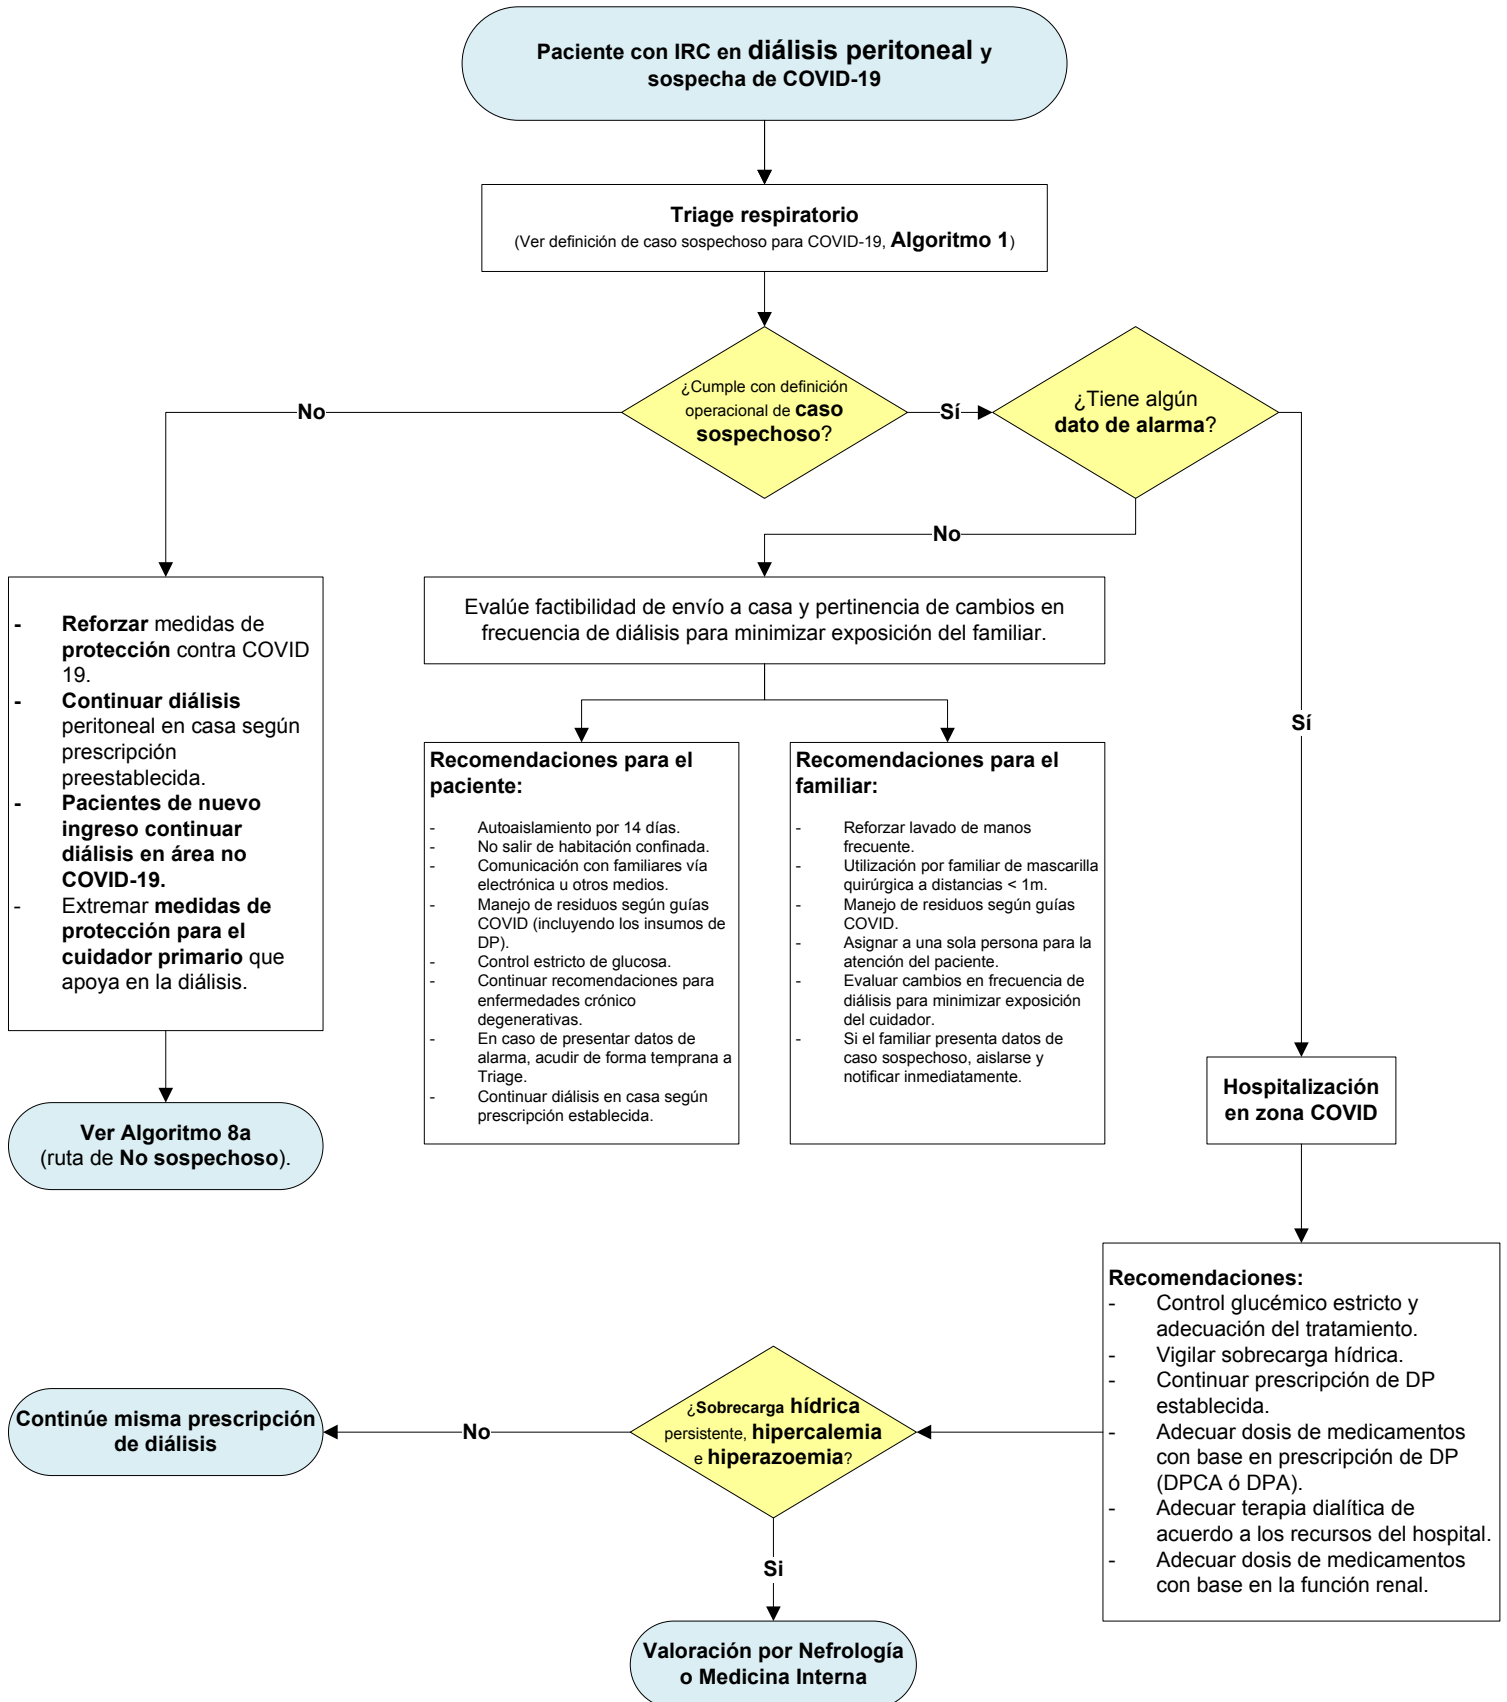 Paciente con IRC en diálisis peritoneal y
sospecha de COVID-19
Triage respiratorio
(Ver definición de caso sospechoso para COVID-19, Algoritmo 1)
¿Cumple con definición
operacional de caso
sospechoso?
No
Sí
¿Tiene algún
dato de alarma?
No
Sí
- Reforzar medidas de
protección contra COVID
19.
- Continuar diálisis
peritoneal en casa según
prescripción
preestablecida.
- Pacientes de nuevo
ingreso continuar
diálisis en área no
COVID-19.
- Extremar medidas de
protección para el
cuidador primario que
apoya en la diálisis.
Ver Algoritmo 8a
(ruta de No sospechoso).
Evalúe factibilidad de envío a casa y pertinencia de cambios en
frecuencia de diálisis para minimizar exposición del familiar.
Recomendaciones para el
paciente:
- Autoaislamiento por 14 días.
- No salir de habitación confinada.
- Comunicación con familiares vía
electrónica u otros medios.
- Manejo de residuos según guías
COVID (incluyendo los insumos de
DP).
- Control estricto de glucosa.
- Continuar recomendaciones para
enfermedades crónico
degenerativas.
- En caso de presentar datos de
alarma, acudir de forma temprana a
Triage.
- Continuar diálisis en casa según
prescripción establecida.
Recomendaciones para el
familiar:
- Reforzar lavado de manos
frecuente.
- Utilización por familiar de mascarilla
quirúrgica a distancias < 1m.
- Manejo de residuos según guías
COVID.
- Asignar a una sola persona para la
atención del paciente.
- Evaluar cambios en frecuencia de
diálisis para minimizar exposición
del cuidador.
- Si el familiar presenta datos de
caso sospechoso, aislarse y
notificar inmediatamente.
Hospitalización
en zona COVID
Recomendaciones:
- Control glucémico estricto y
adecuación del tratamiento.
- Vigilar sobrecarga hídrica.
- Continuar prescripción de DP
establecida.
- Adecuar dosis de medicamentos
con base en prescripción de DP
(DPCA ó DPA).
- Adecuar terapia dialítica de
acuerdo a los recursos del hospital.
- Adecuar dosis de medicamentos
con base en la función renal.
¿Sobrecarga hídrica
persistente, hipercalemia
e hiperazoemia?
No
Continúe misma prescripción
de diálisis
Si
Valoración por Nefrología
o Medicina Interna